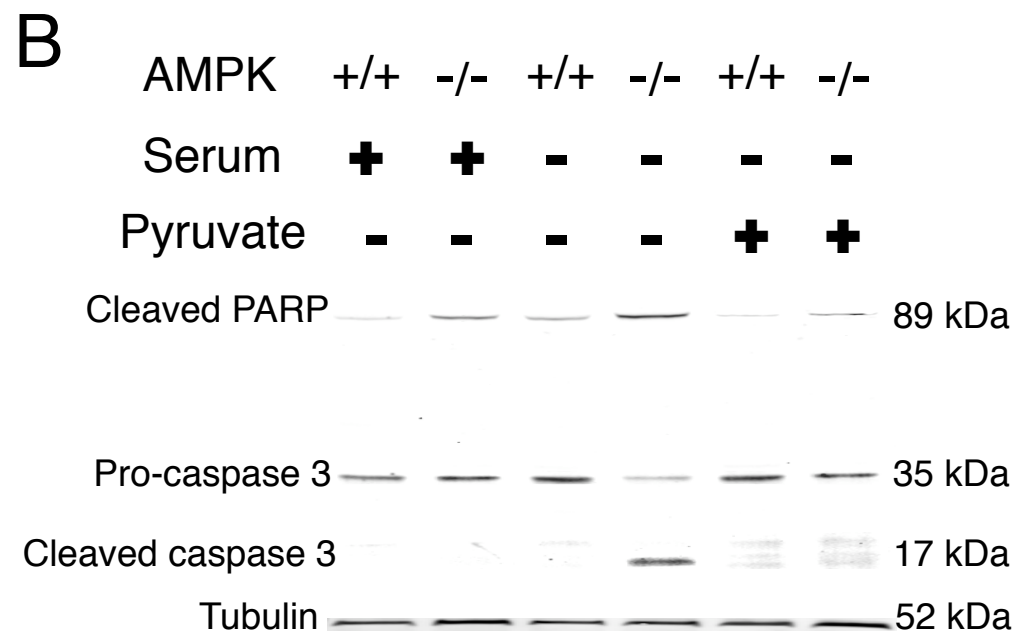 B
AMPK +/+ -/- +/+ -/- +/+ -/-
Serum + + - - - -
Pyruvate - - - - + +
Cleaved PARP 89 kDa
Pro-caspase 3 35 kDa
Cleaved caspase 3 17 kDa
Tubulin 52 kDa